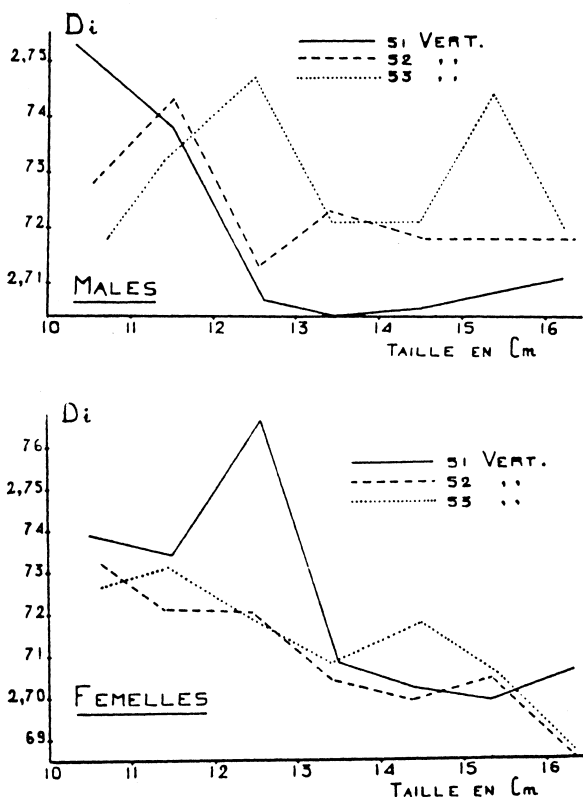 Di
2,75
74
73
72
2,71
51 VERT.
52 ,,
53 ,,
MALES
10 11 12 13 14 15 16
TAILLE EN Cm
Di
76
2,75
74
73
72
71
2,70
69
51 VERT.
52 ,,
53 ,,
FEMELLES
10 11 12 13 14 15 16
TAILLE EN Cm